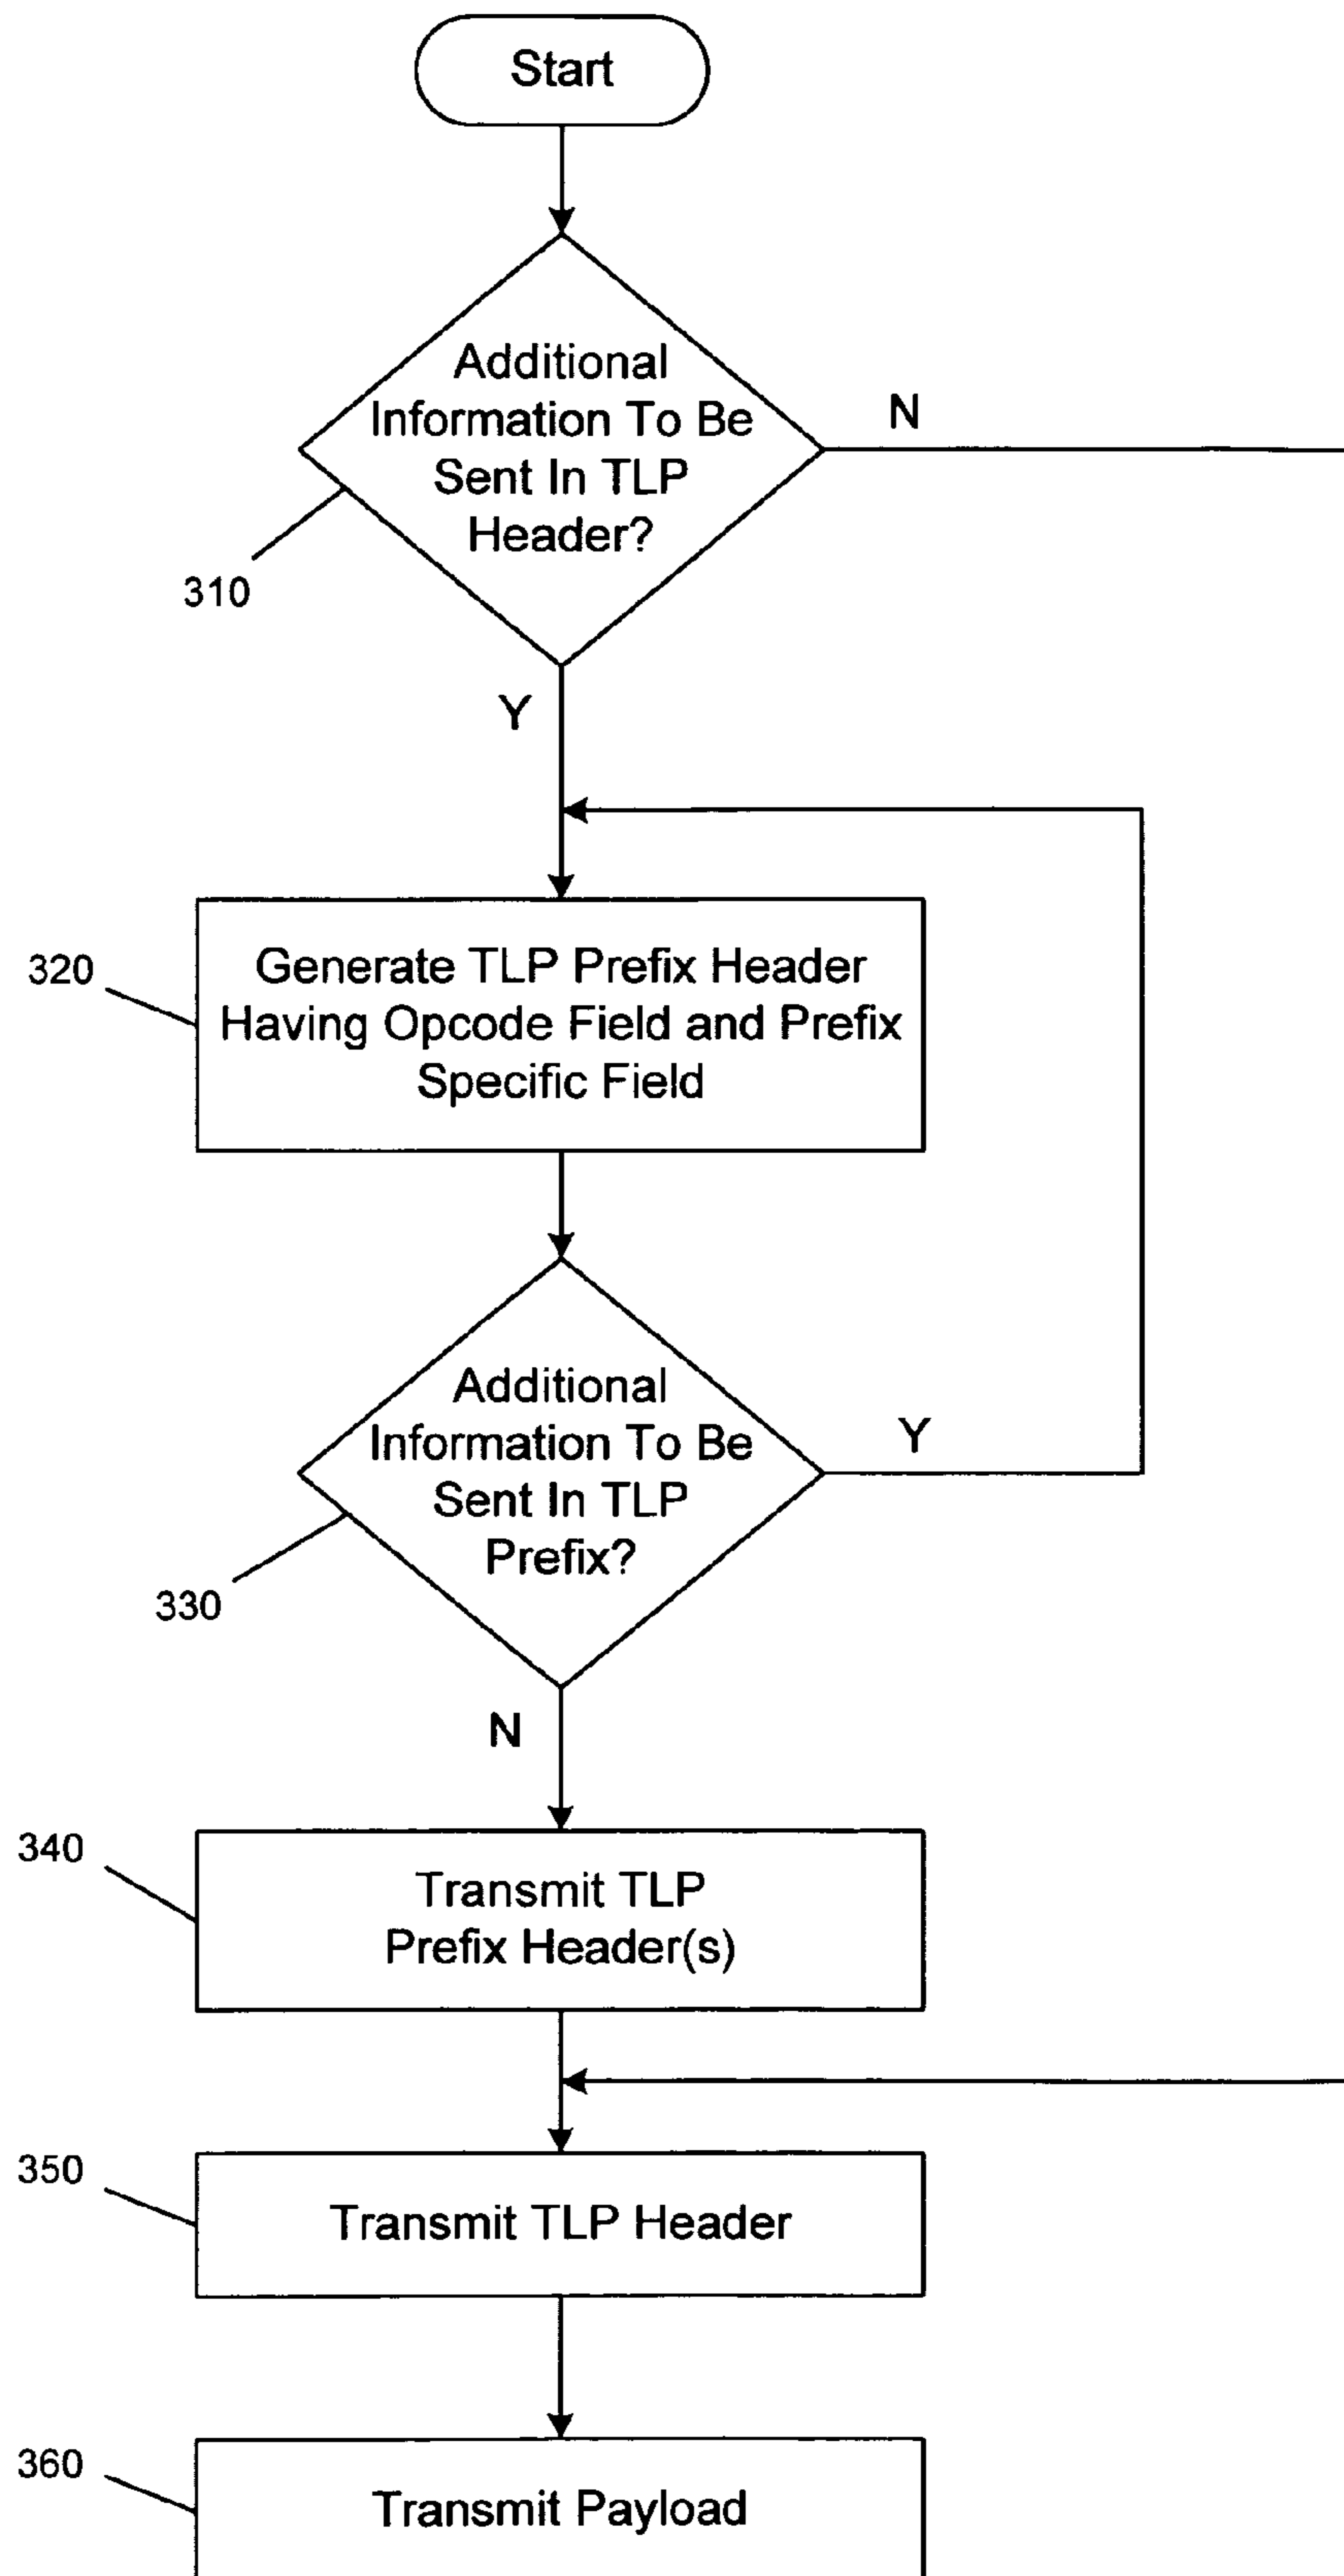 Start
Additional
Information To Be
Sent In TLP
Header?
N
310
Y
320
Generate TLP Prefix Header
Having Opcode Field and Prefix
Specific Field
Additional
Information To Be
Sent In TLP
Prefix?
Y
330
N
340
Transmit TLP
Prefix Header(s)
350
Transmit TLP Header
360
Transmit Payload